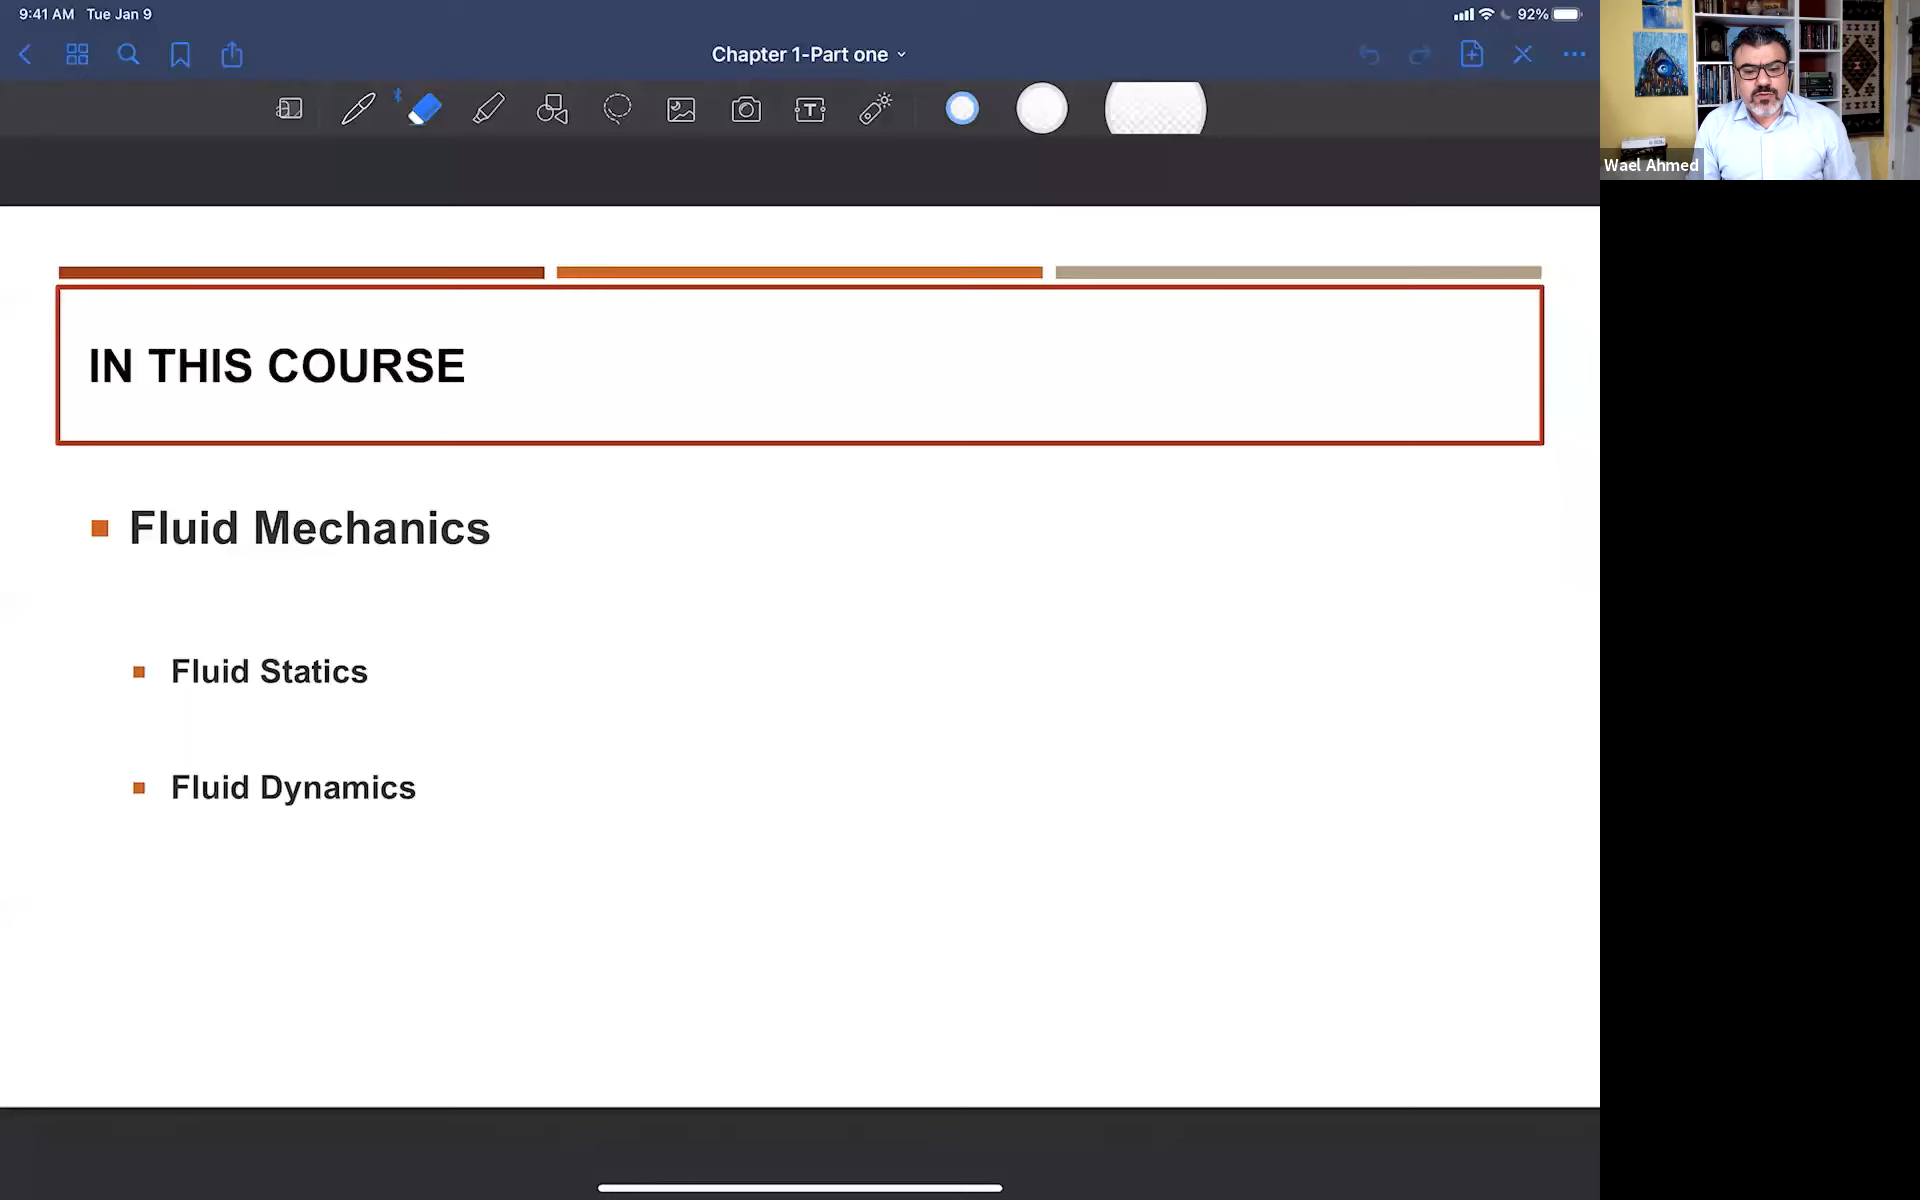 9:41 AM Tue Jan 9
92%
Chapter 1-Part one
Wael Ahmed
IN THIS COURSE
Fluid Mechanics
Fluid Statics
Fluid Dynamics